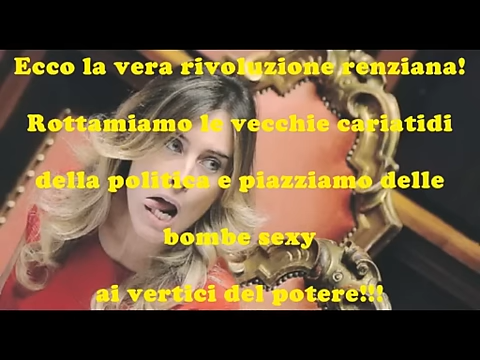 Ecco la vera rivoluzione renziana!
Rottamiamo le vecchie cariatidi
della politica e piazziamo delle
bombe sexy
ai vertici del potere!!!